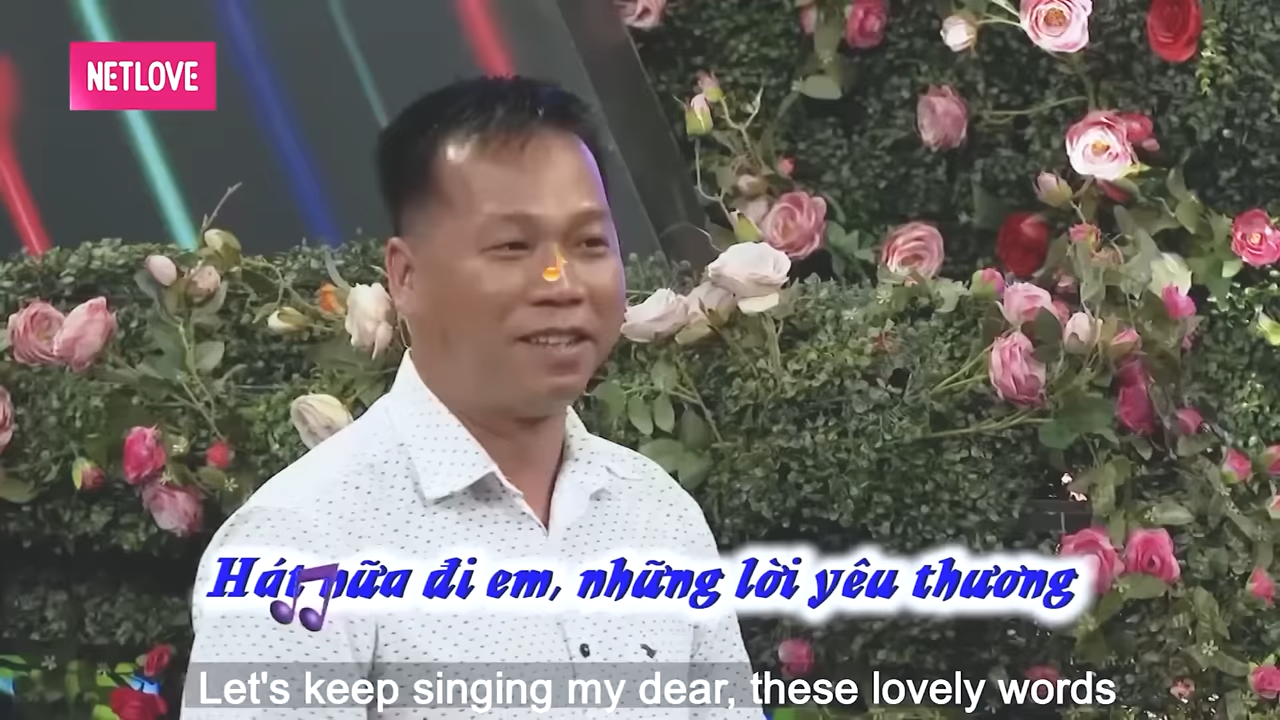 NETLOVE
Hát nữa đi em, những lời yêu thương
Let's keep singing my dear, these lovely words